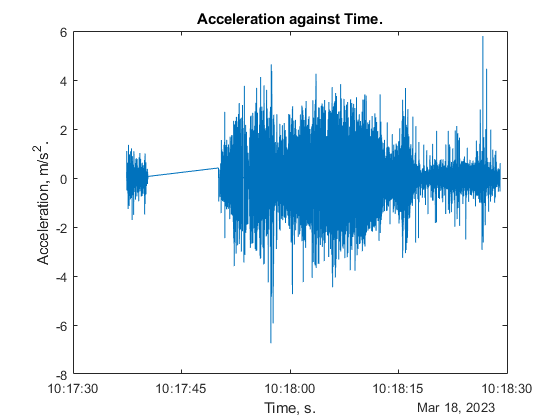 Acceleration against Time.
6
4
2
0
-2
-4
-6
-8
Acceleration, m/s².
10:17:30 10:17:45 10:18:00 10:18:15 10:18:30
Time, s.
Mar 18, 2023